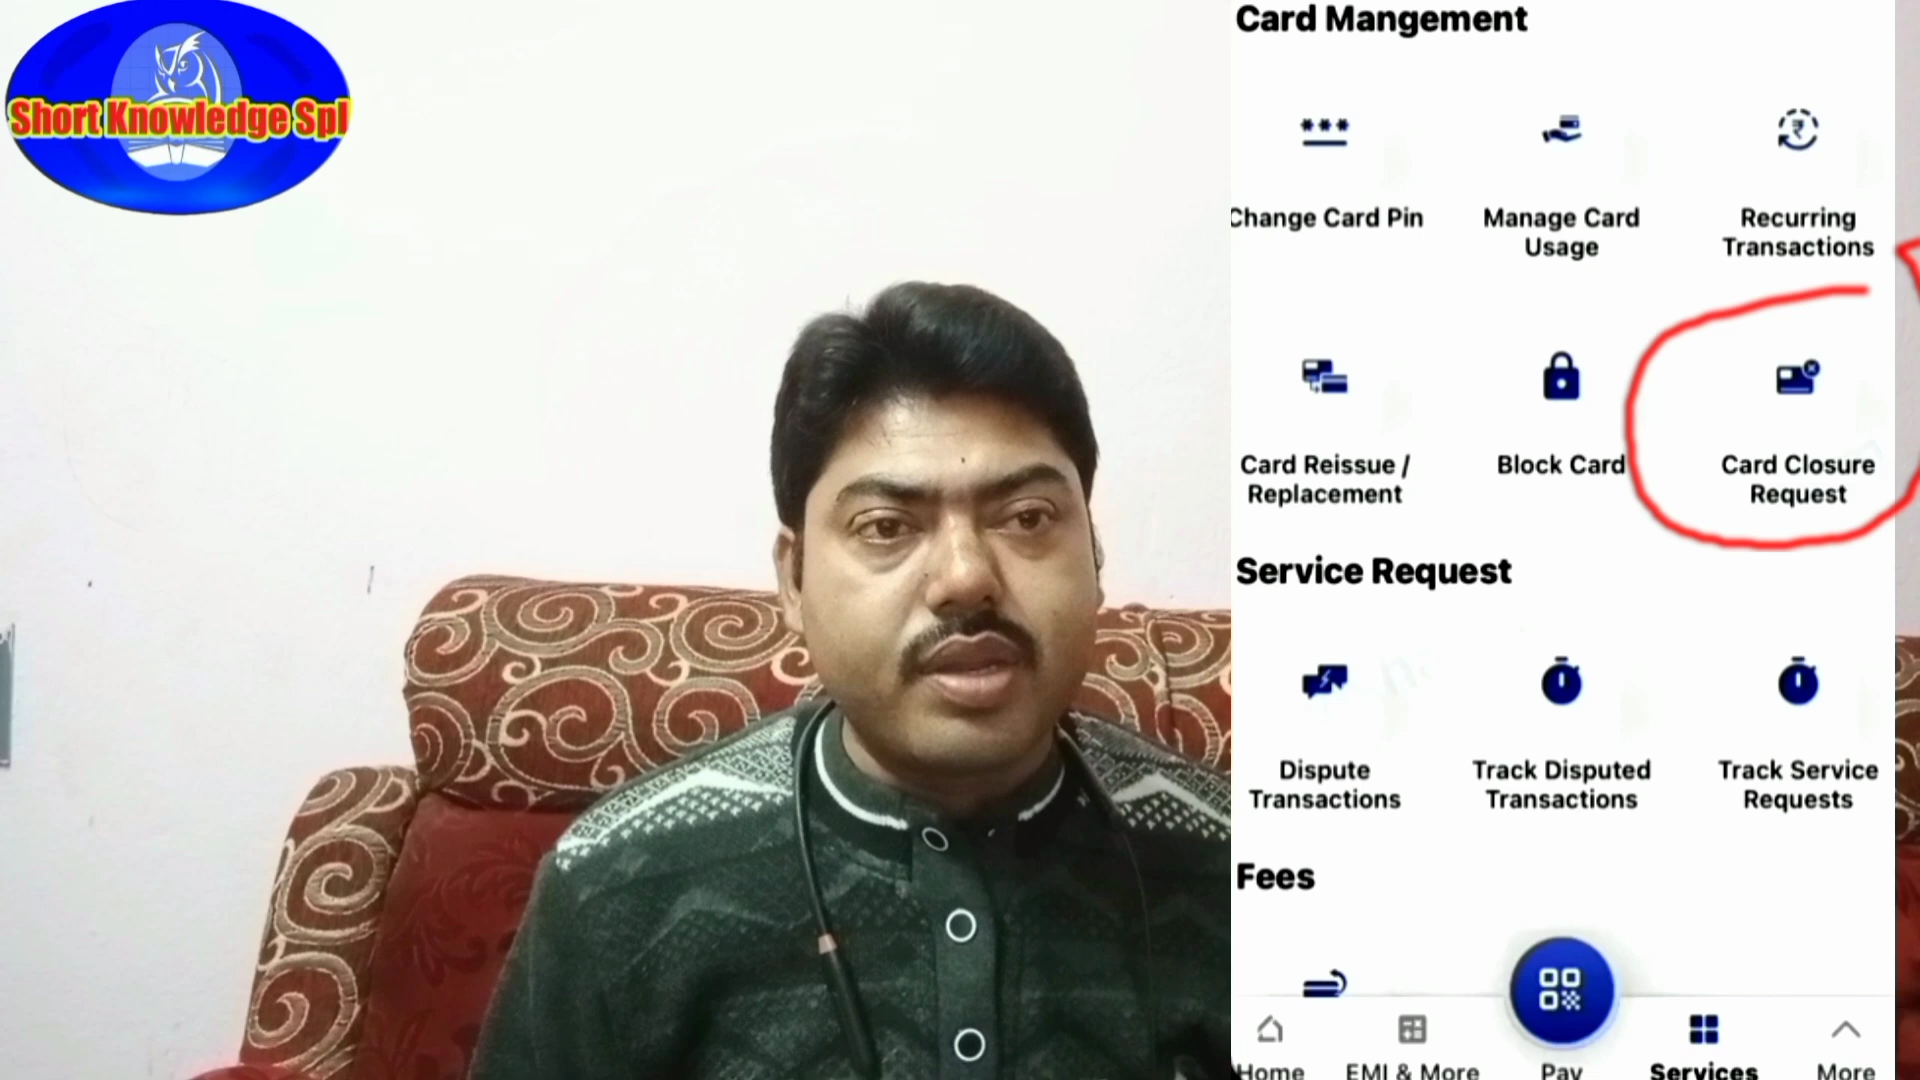 Short Knowledge Spl
Card Mangement
***
Change Card Pin
Manage Card
Usage
₹
Recurring
Transactions
Card Reissue /
Replacement
Block Card
Card Closure
Request
Service Request
Dispute
Transactions
Track Disputed
Transactions
Track Service
Requests
Fees
Home
EMI & More
Pay
Services
More